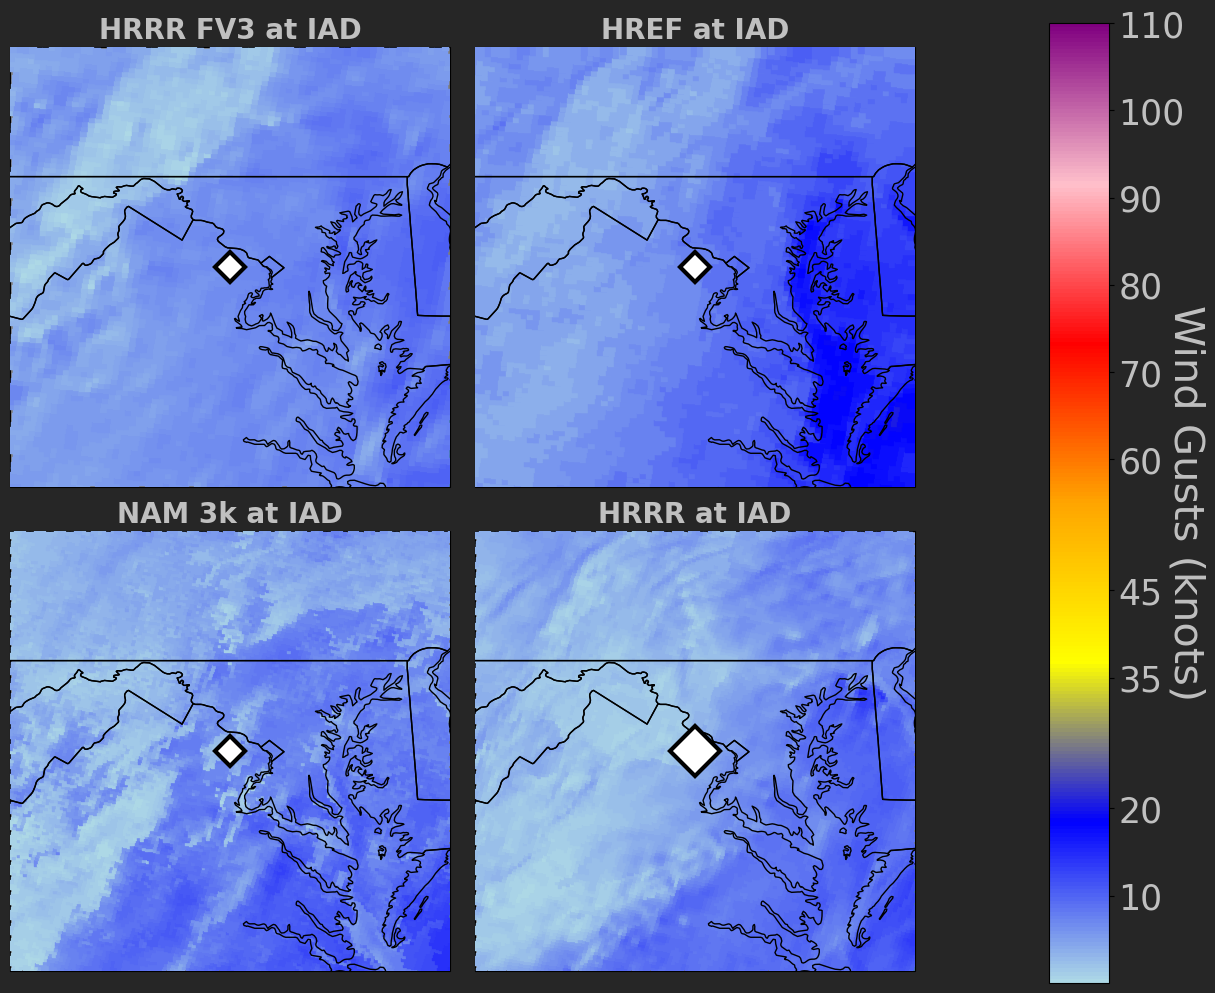 HRRR FV3 at IAD
HREF at IAD
NAM 3k at IAD
HRRR at IAD
110
100
90
80
70
60
45
35
20
10
Wind Gusts (knots)